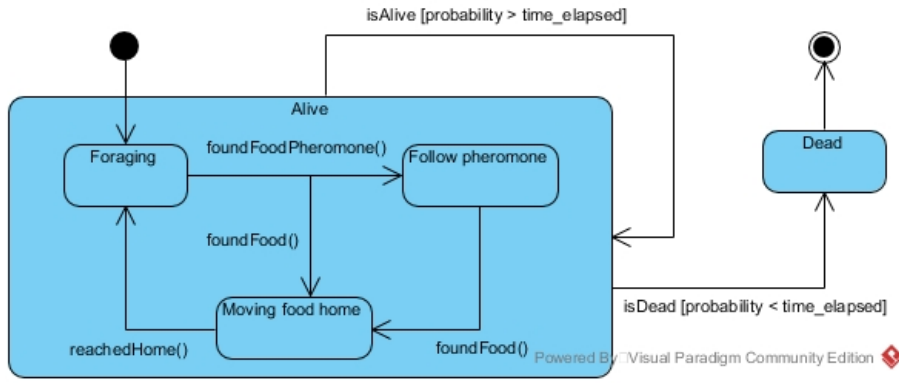 isAlive [probability > time_elapsed]
Alive
Foraging
foundFoodPheromone()
Follow pheromone
Dead
foundFood()
Moving food home
isDead [probability < time_elapsed]
reachedHome()
foundFood()
Powered By Visual Paradigm Community Edition